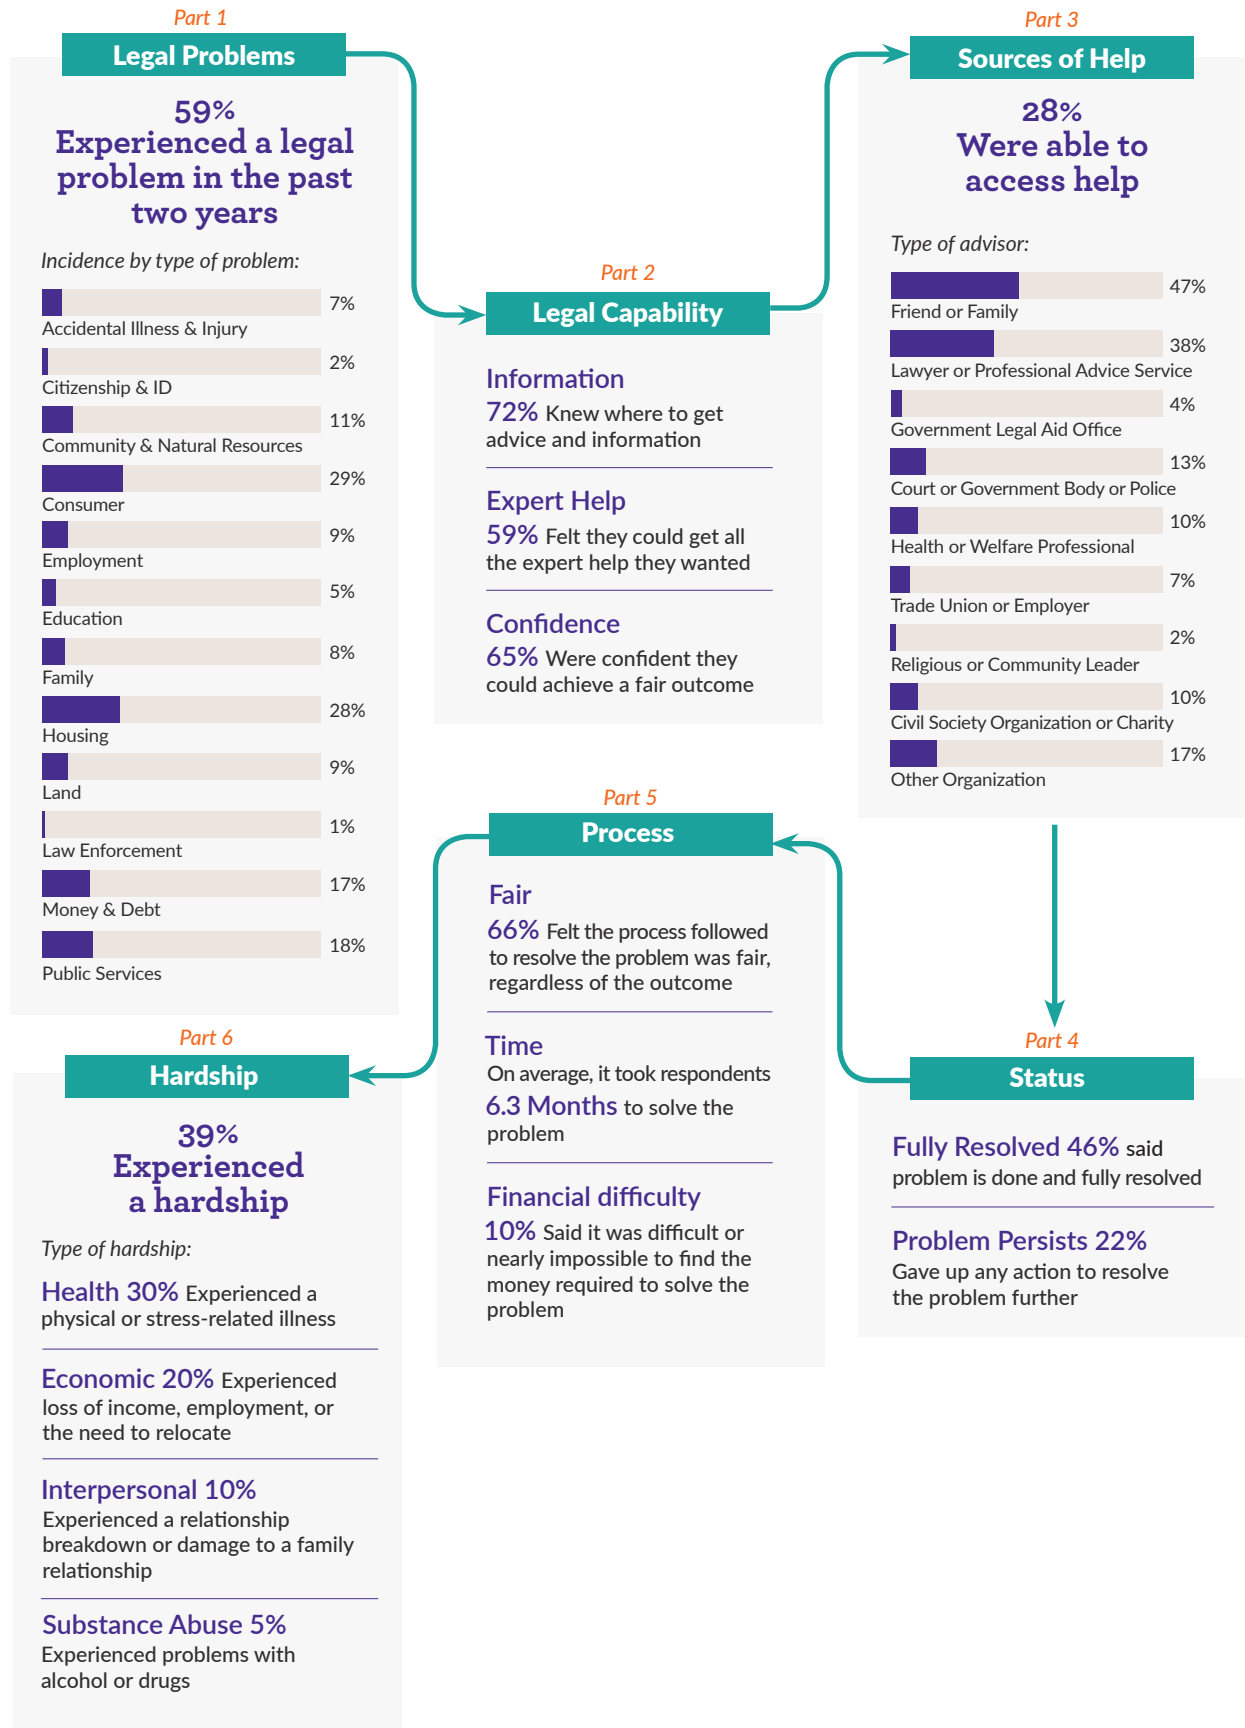 Part 1
Legal Problems
59%
Experienced a legal
problem in the past
two years
Incidence by type of problem:
7%
Accidental Illness & Injury
2%
Citizenship & ID
11%
Community & Natural Resources
29%
Consumer
9%
Employment
5%
Education
8%
Family
28%
Housing
9%
Land
1%
Law Enforcement
17%
Money & Debt
18%
Public Services
Part 2
Legal Capability
Information
72% Knew where to get
advice and information
Expert Help
59% Felt they could get all
the expert help they wanted
Confidence
65% Were confident they
could achieve a fair outcome
Part 3
Sources of Help
28%
Were able to
access help
Type of advisor:
47%
Friend or Family
38%
Lawyer or Professional Advice Service
4%
Government Legal Aid Office
13%
Court or Government Body or Police
10%
Health or Welfare Professional
7%
Trade Union or Employer
2%
Religious or Community Leader
10%
Civil Society Organization or Charity
17%
Other Organization
Part 4
Status
Fully Resolved 46% said
problem is done and fully resolved
Problem Persists 22%
Gave up any action to resolve
the problem further
Part 5
Process
Fair
66% Felt the process followed
to resolve the problem was fair,
regardless of the outcome
Time
On average, it took respondents
6.3 Months to solve the
problem
Financial difficulty
10% Said it was difficult or
nearly impossible to find the
money required to solve the
problem
Part 6
Hardship
39%
Experienced
a hardship
Type of hardship:
Health 30% Experienced a
physical or stress-related illness
Economic 20% Experienced
loss of income, employment, or
the need to relocate
Interpersonal 10%
Experienced a relationship
breakdown or damage to a family
relationship
Substance Abuse 5%
Experienced problems with
alcohol or drugs